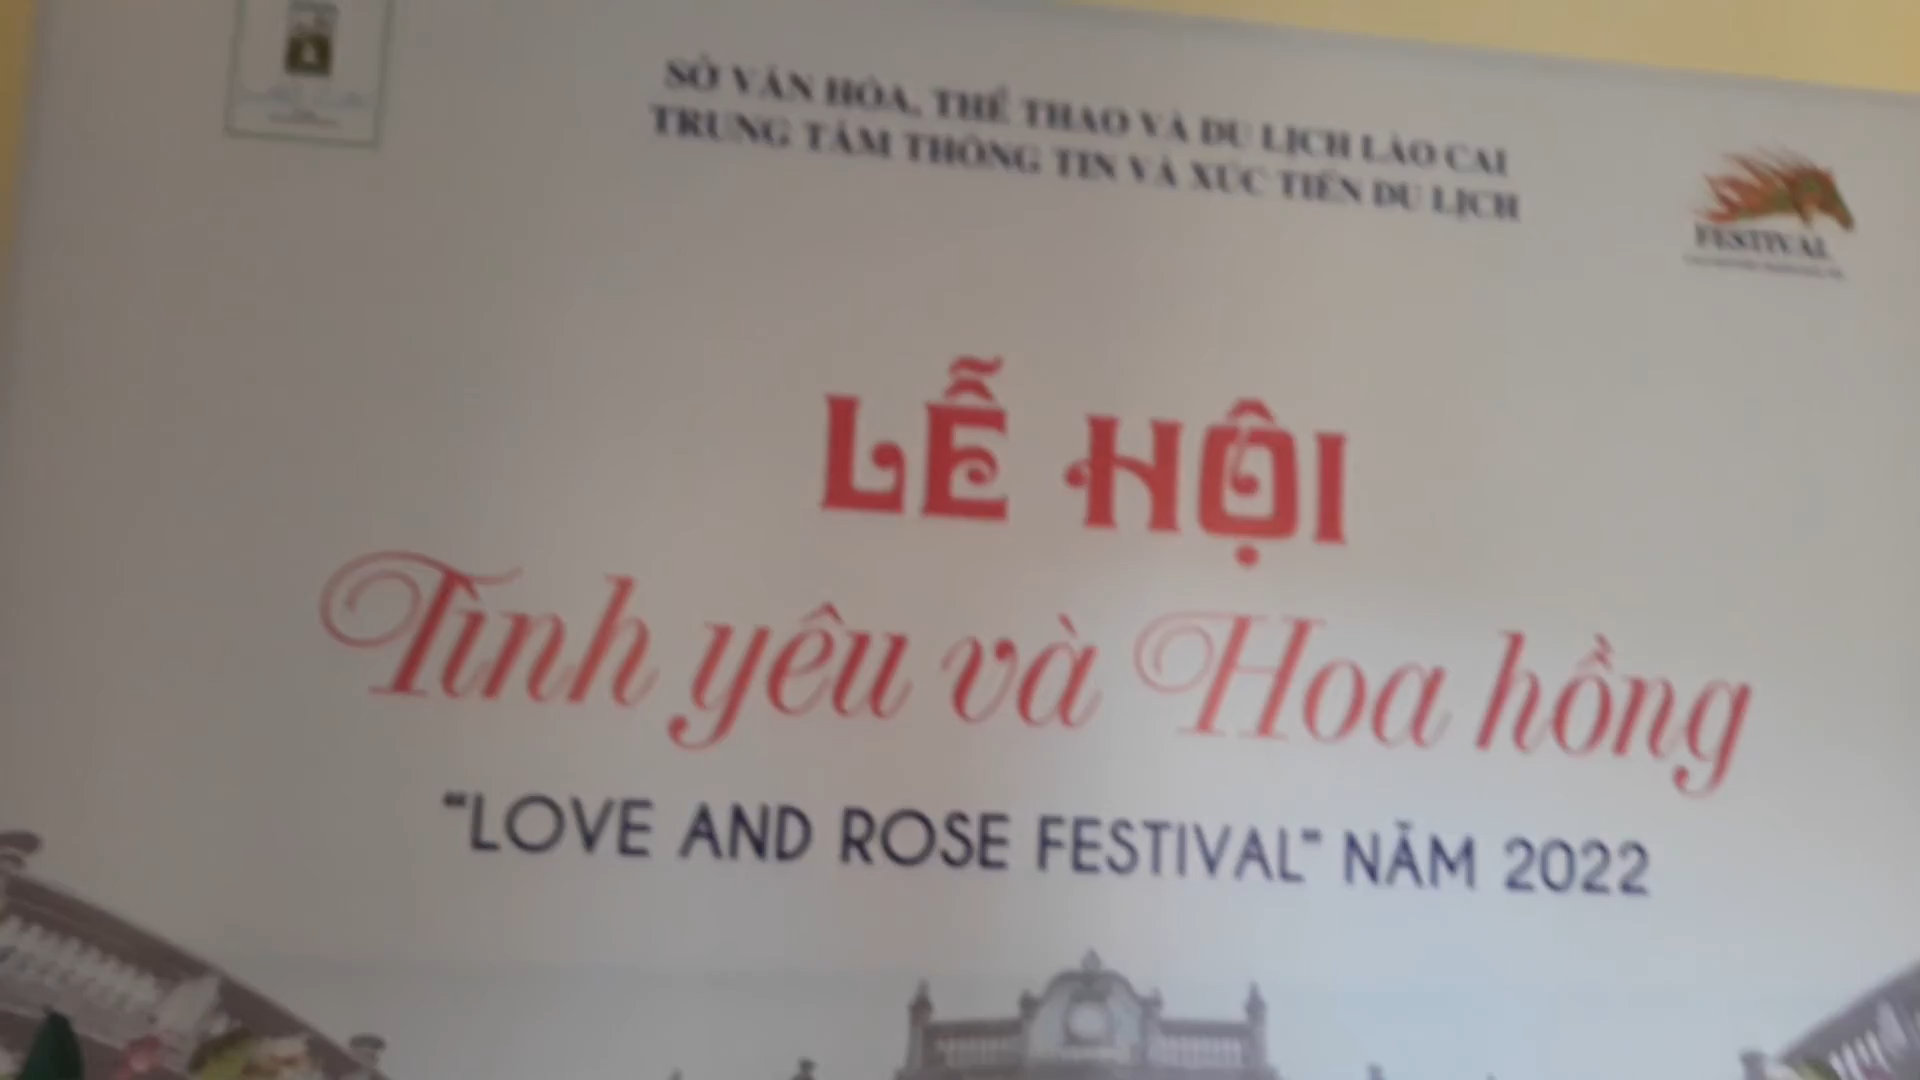 SỞ VĂN HÓA, THỂ THAO VÀ DU LỊCH LÀO CAI
TRUNG TÂM THÔNG TIN VÀ XÚC TIẾN DU LỊCH
FESTIVAL
LỄ HỘI
Tình yêu và Hoa hồng
“LOVE AND ROSE FESTIVAL” NĂM 2022